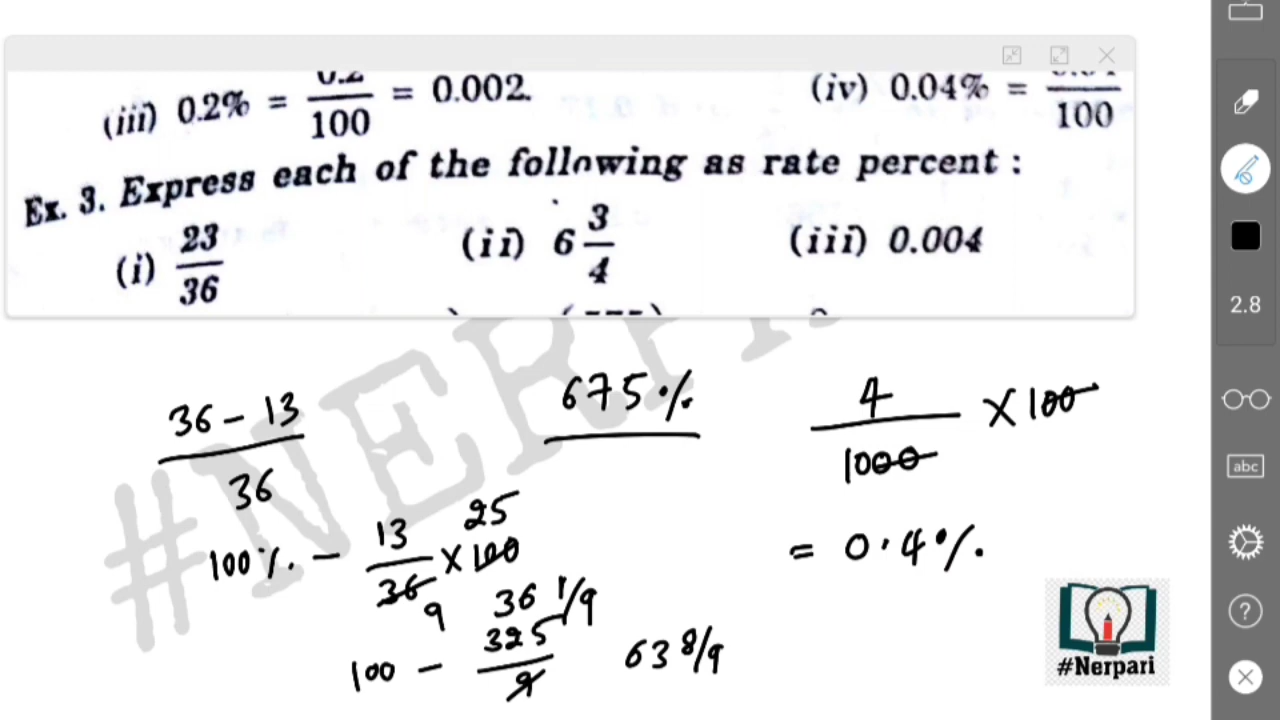 (iii) 0.2% = 0.2/100 = 0.002. (iv) 0.04% = /100
Ex. 3. Express each of the following as rate percent :
(i) 23/36 (ii) 6 3/4 (iii) 0.004
36 - 13 / 36
675%
4/1000 × 100
= 0.4%
100% - 13/36 × 100 25
9
36 1/9
100 - 325/9 63 8/9
#NERPARI
2.8
abc
?
#Nerpari